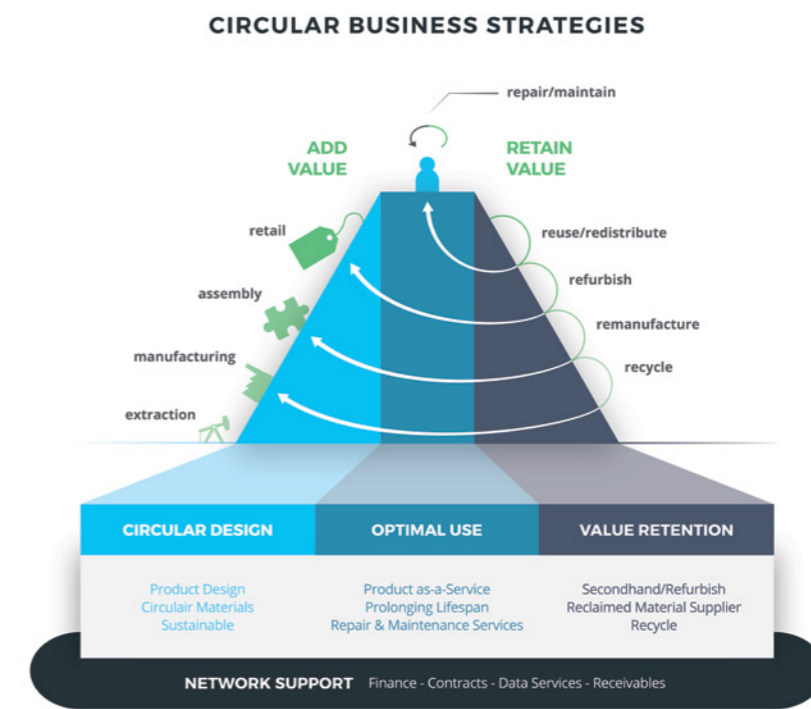 CIRCULAR BUSINESS STRATEGIES
repair/maintain
ADD
VALUE
RETAIN
VALUE
retail
reuse/redistribute
refurbish
assembly
remanufacture
manufacturing
recycle
extraction
CIRCULAR DESIGN
OPTIMAL USE
VALUE RETENTION
Product Design
Circulair Materials
Sustainable
Product as-a-Service
Prolonging Lifespan
Repair & Maintenance Services
Secondhand/Refurbish
Reclaimed Material Supplier
Recycle
NETWORK SUPPORT Finance - Contracts - Data Services - Receivables